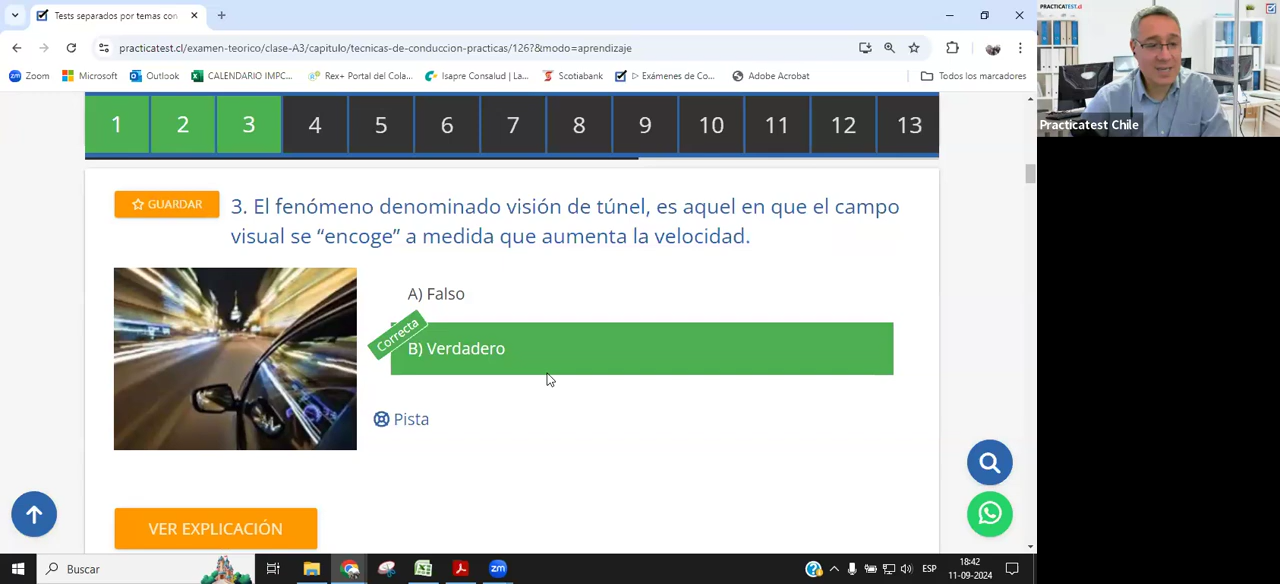 Tests separados por temas con
practicatest.cl/examen-teorico/clase-A3/capitulo/tecnicas-de-conduccion-practicas/126?&modo=aprendizaje
Zoom
Microsoft
Outlook
CALENDARIO IMPC...
Rex+ Portal del Cola...
Isapre Consalud | La...
Scotiabank
▷ Exámenes de Co...
Adobe Acrobat
Todos los marcadores
PRACTICATEST.cl
Practicatest Chile
1 2 3 4 5 6 7 8 9 10 11 12 13
GUARDAR
3. El fenómeno denominado visión de túnel, es aquel en que el campo
visual se “encoge” a medida que aumenta la velocidad.
A) Falso
Correcta
B) Verdadero
Pista
VER EXPLICACIÓN
Buscar
ESP
18:42
11-09-2024